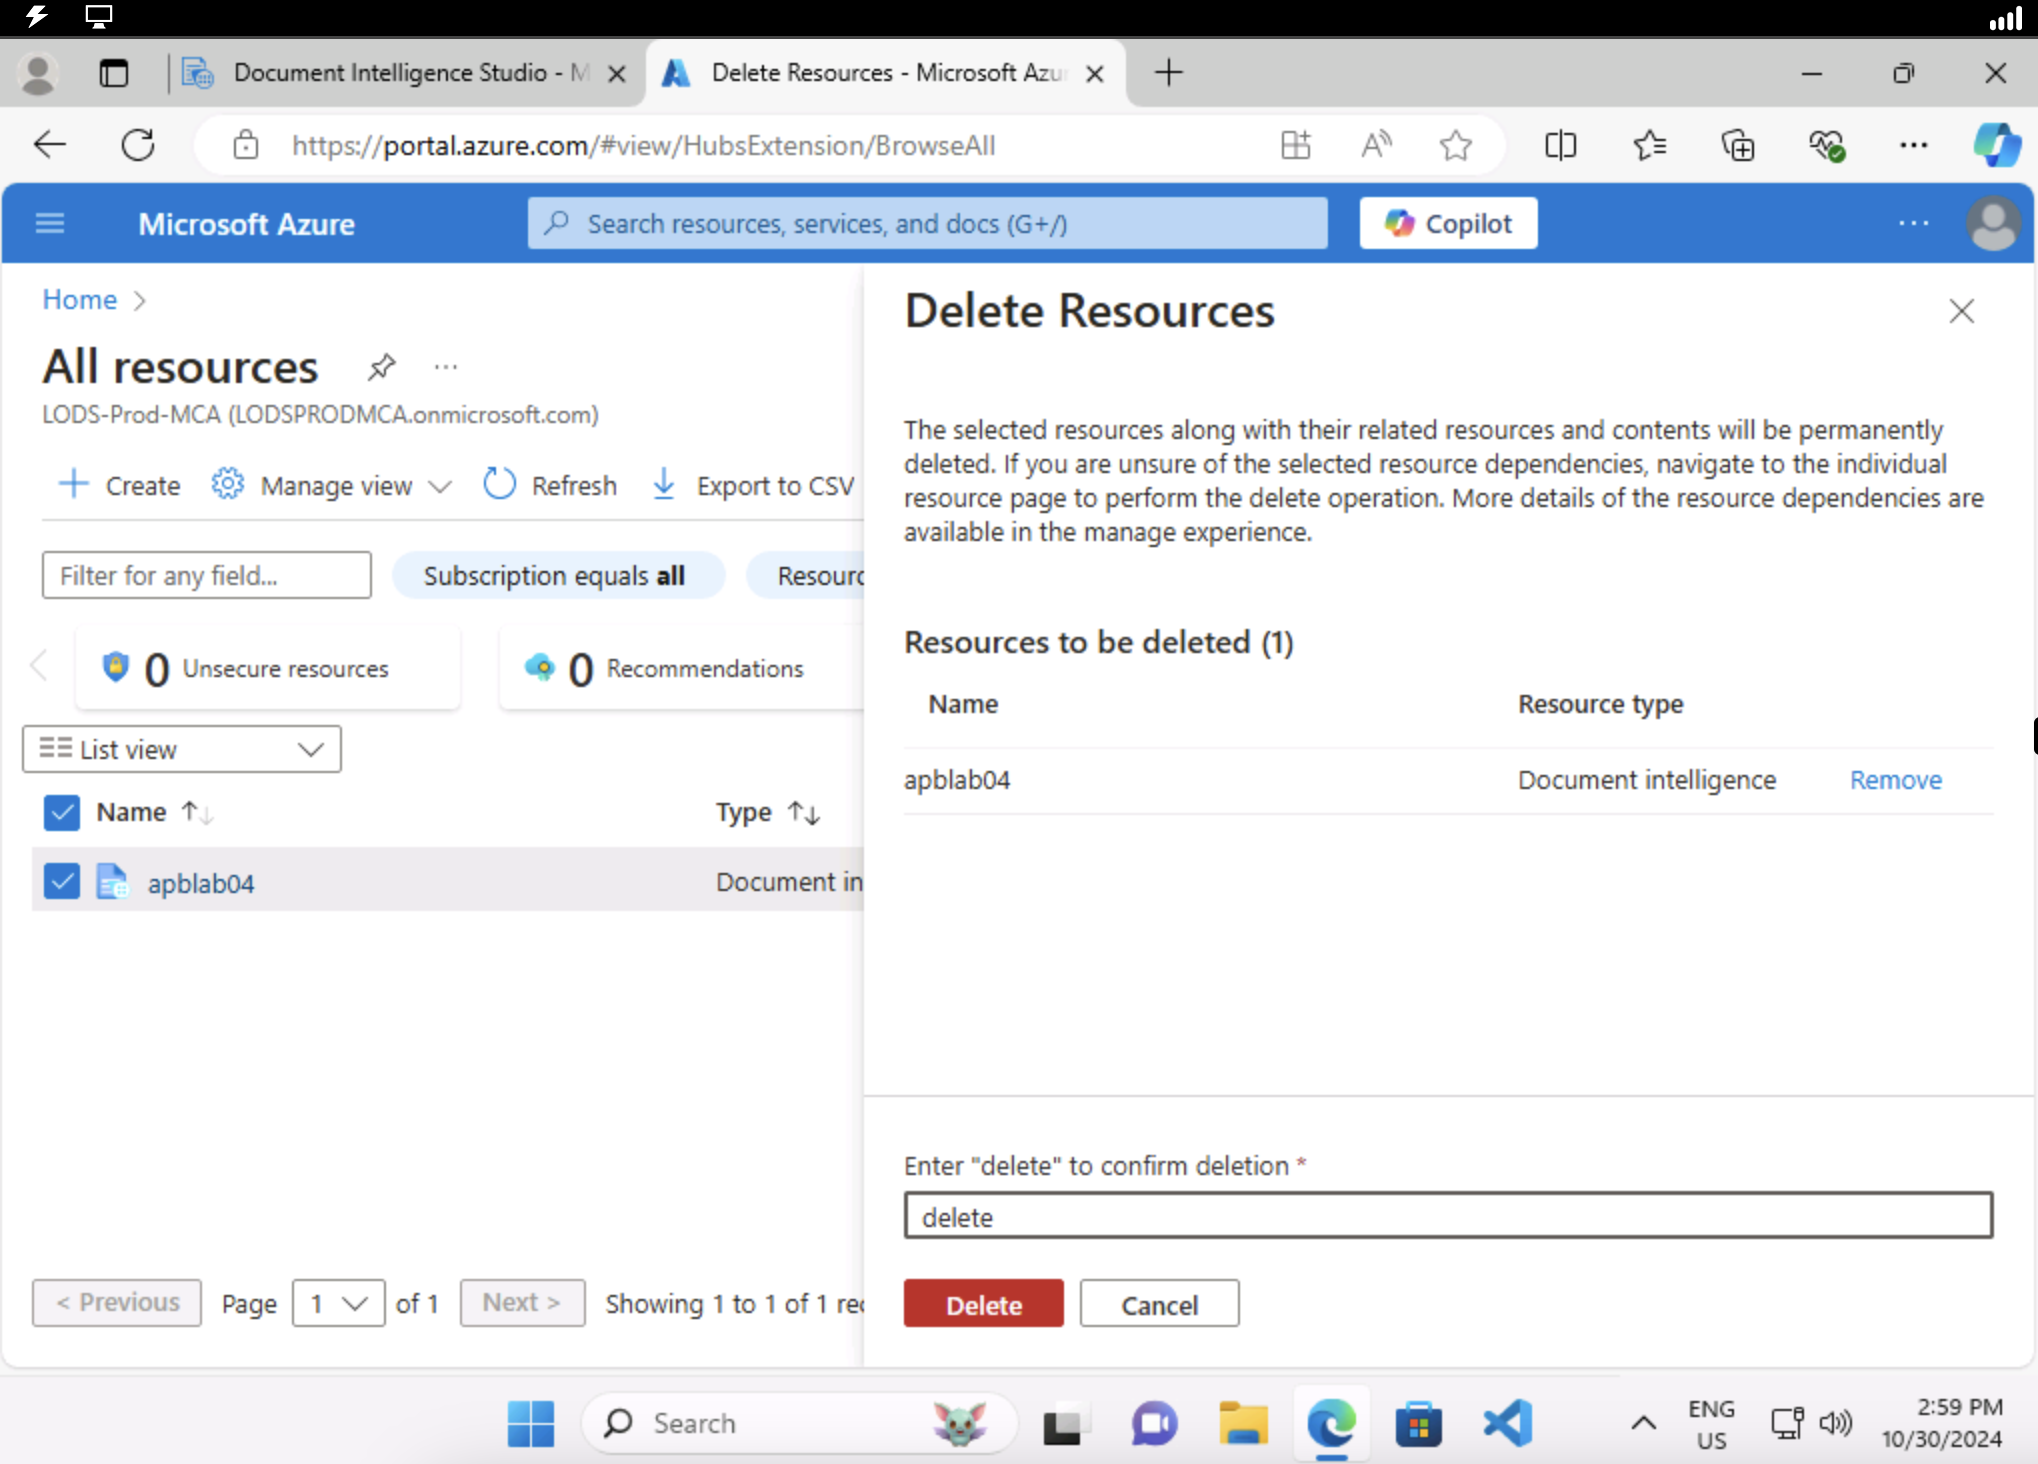 Document Intelligence Studio - M
Delete Resources - Microsoft Azu
https://portal.azure.com/#view/HubsExtension/BrowseAll
Microsoft Azure
Search resources, services, and docs (G+/)
Copilot
Home
All resources
LODS-Prod-MCA (LODSPRODMCA.onmicrosoft.com)
Create
Manage view
Refresh
Export to CSV
Filter for any field...
Subscription equals all
Resourc
0 Unsecure resources
0 Recommendations
List view
Name
Type
apblab04
Document in
< Previous
Page
1
of 1
Next >
Showing 1 to 1 of 1 rec
Delete Resources
The selected resources along with their related resources and contents will be permanently
deleted. If you are unsure of the selected resource dependencies, navigate to the individual
resource page to perform the delete operation. More details of the resource dependencies are
available in the manage experience.
Resources to be deleted (1)
Name
Resource type
apblab04
Document intelligence
Remove
Enter "delete" to confirm deletion *
delete
Delete
Cancel
Search
ENG
US
2:59 PM
10/30/2024